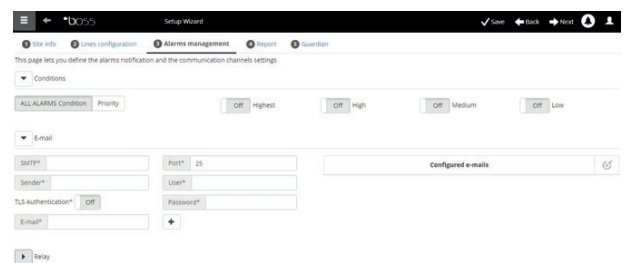 boss Setup Wizard Save Back Next
1 Site info 2 Lines configuration 3 Alarms management 4 Report 5 Guardian
This page lets you define the alarms notification and the communication channels settings
Conditions
ALL ALARMS Condition Priority Off Highest Off High Off Medium Off Low
E-mail
SMTP* Port* 25 Configured e-mails
Sender* User*
TLS Authentication* Off Password*
E-mail* +
Relay